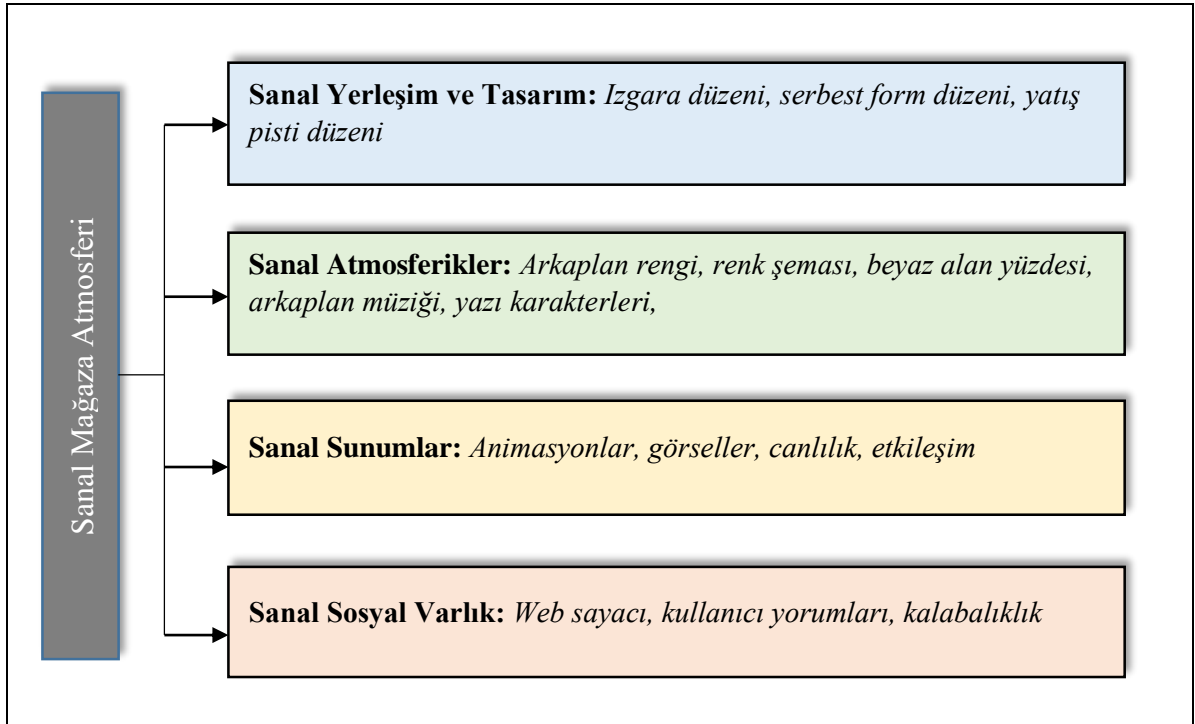 Sanal Mağaza Atmosferi
Sanal Yerleşim ve Tasarım: Izgara düzeni, serbest form düzeni, yatış
pisti düzeni
Sanal Atmosferikler: Arkaplan rengi, renk şeması, beyaz alan yüzdesi,
arkaplan müziği, yazı karakterleri,
Sanal Sunumlar: Animasyonlar, görseller, canlılık, etkileşim
Sanal Sosyal Varlık: Web sayacı, kullanıcı yorumları, kalabalıklık